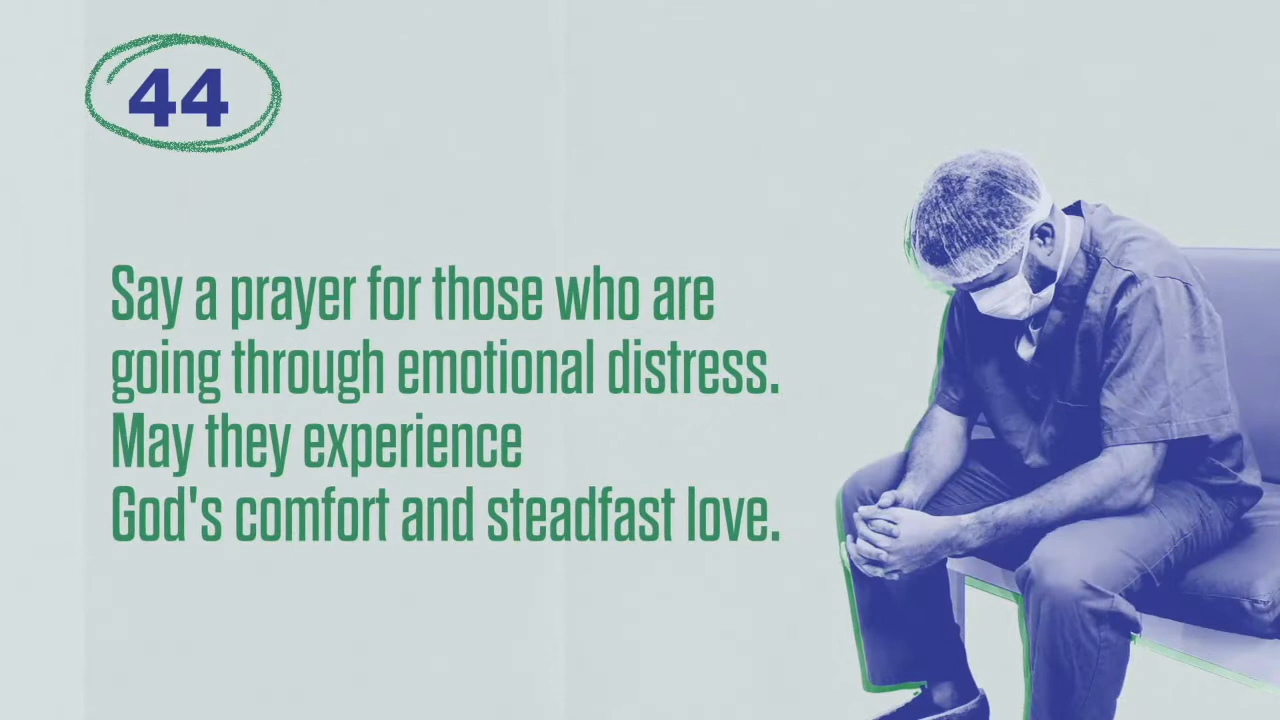 44
Say a prayer for those who are
going through emotional distress.
May they experience
God's comfort and steadfast love.